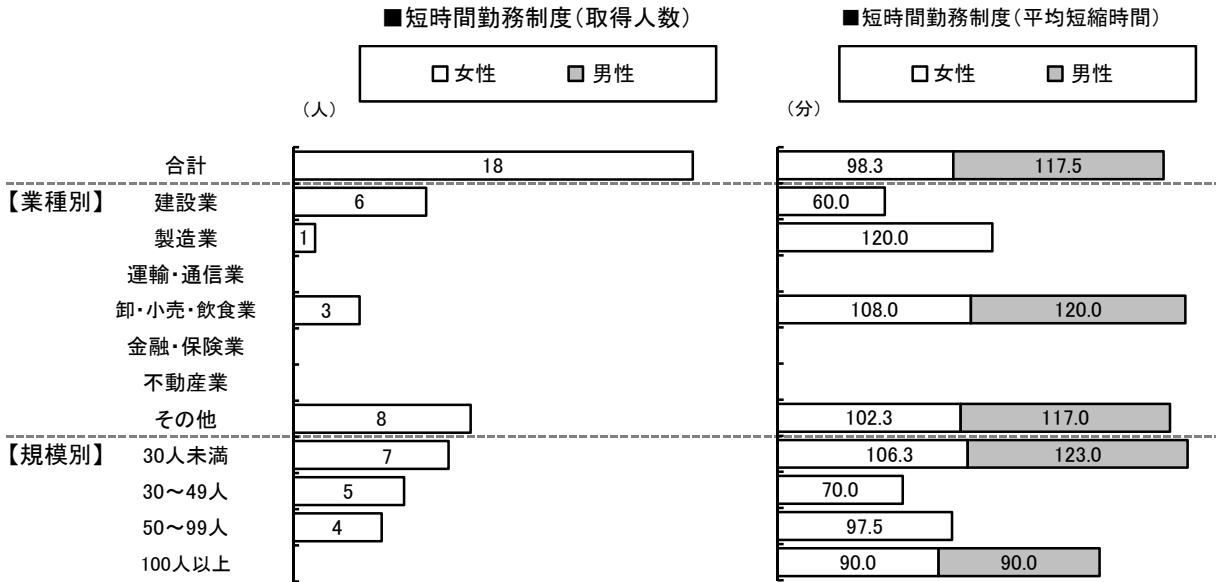 ■短時間勤務制度(取得人数) ■短時間勤務制度(平均短縮時間)
□女性 ■男性 □女性 ■男性
(人) (分)
合計 18 98.3 117.5
【業種別】 建設業 6 60.0
製造業 1 120.0
運輸・通信業
卸・小売・飲食業 3 108.0 120.0
金融・保険業
不動産業
その他 8 102.3 117.0
【規模別】 30人未満 7 106.3 123.0
30～49人 5 70.0
50～99人 4 97.5
100人以上 90.0 90.0